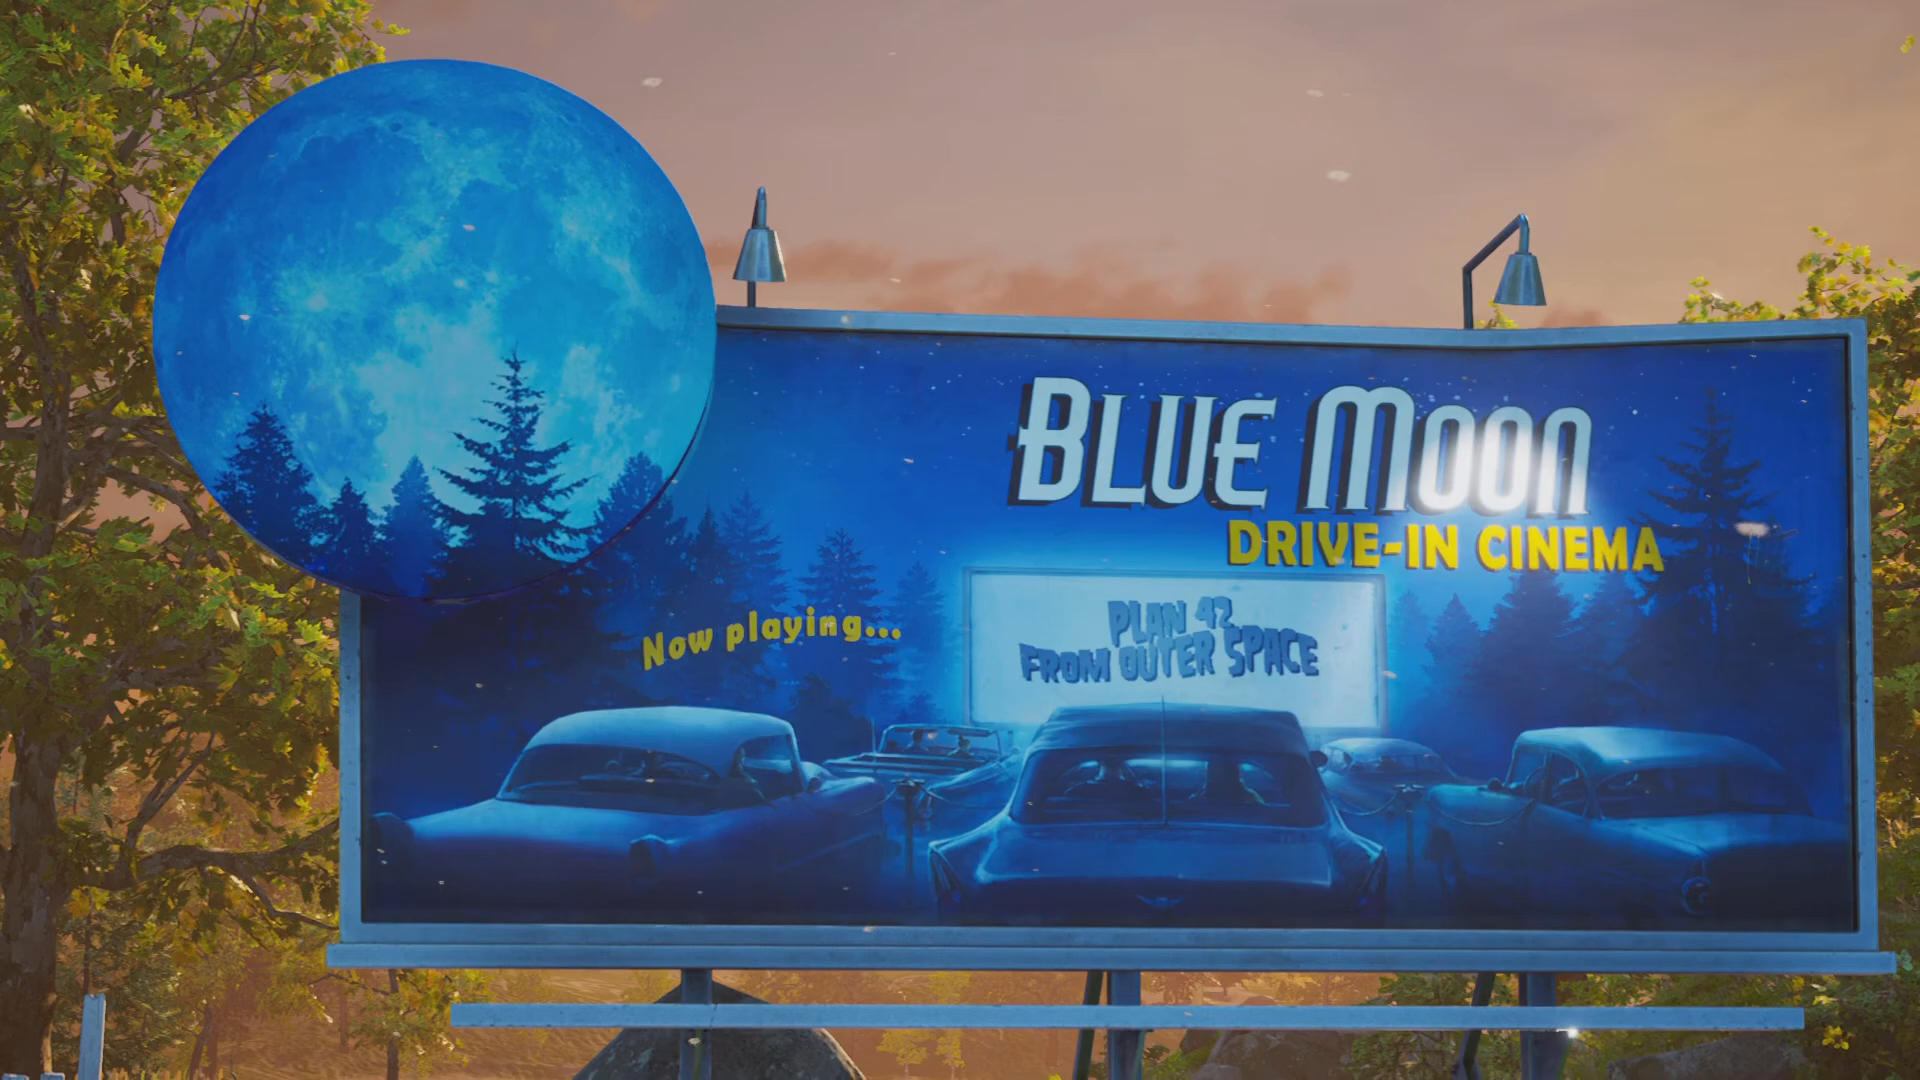 Blue Moon
DRIVE-IN CINEMA
Now playing...
PLAN 42
FROM OUTER SPACE